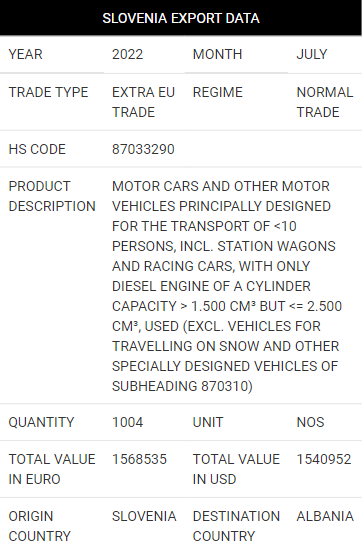 SLOVENIA EXPORT DATA
YEAR 2022 MONTH JULY
TRADE TYPE EXTRA EU TRADE REGIME NORMAL TRADE
HS CODE 87033290
PRODUCT DESCRIPTION
MOTOR CARS AND OTHER MOTOR
VEHICLES PRINCIPALLY DESIGNED
FOR THE TRANSPORT OF <10
PERSONS, INCL. STATION WAGONS
AND RACING CARS, WITH ONLY
DIESEL ENGINE OF A CYLINDER
CAPACITY > 1.500 CM³ BUT <= 2.500
CM³, USED (EXCL. VEHICLES FOR
TRAVELLING ON SNOW AND OTHER
SPECIALLY DESIGNED VEHICLES OF
SUBHEADING 870310)
QUANTITY 1004 UNIT NOS
TOTAL VALUE IN EURO 1568535 TOTAL VALUE IN USD 1540952
ORIGIN COUNTRY SLOVENIA DESTINATION COUNTRY ALBANIA